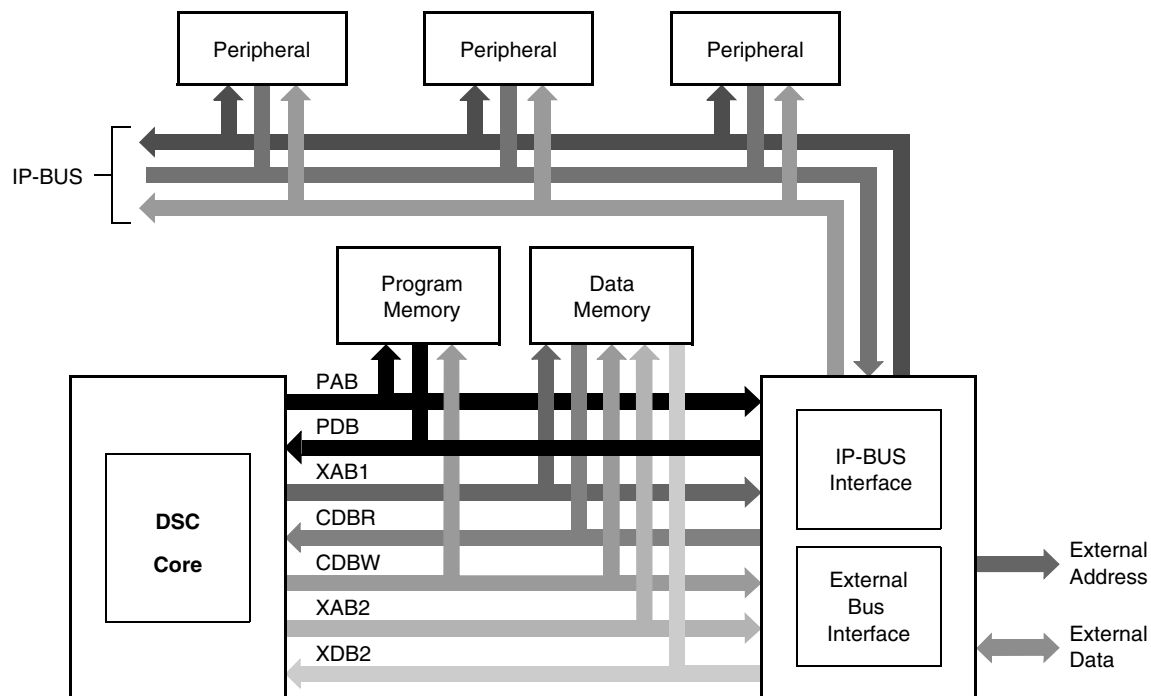 Peripheral
Peripheral
Peripheral
IP-BUS
Program
Memory
Data
Memory
PAB
PDB
XAB1
CDBR
CDBW
XAB2
XDB2
DSC
Core
IP-BUS
Interface
External
Bus
Interface
External
Address
External
Data